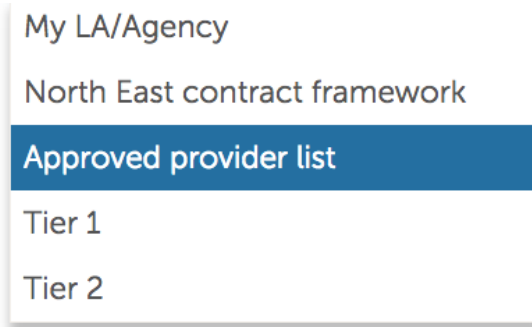 My LA/Agency
North East contract framework
Approved provider list
Tier 1
Tier 2